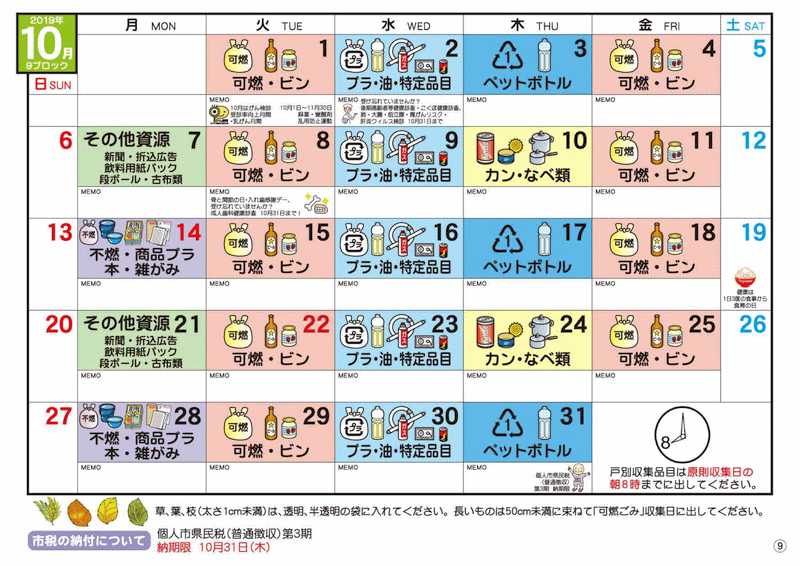 2019年
10月
9ブロック
日 SUN
月 MON
火 TUE
水 WED
木 THU
金 FRI
土 SAT
1
可燃
可燃・ビン
MEMO
10月はがん検診
受診率向上月間
・乳がん月間
10月1日〜11月30日
麻薬・覚醒剤
乱用防止運動
2
プラ
プラ・油・特定品目
MEMO
受け忘れていませんか?
後期高齢者等健康診査・こくほ健康診査、
肺・大腸・前立腺・胃がんリスク・
肝炎ウイルス検診 10月31日まで
3
1
ペットボトル
MEMO
4
可燃
可燃・ビン
MEMO
5
6
その他資源 7
新聞・折込広告
飲料用紙パック
段ボール・古布類
MEMO
8
可燃
可燃・ビン
MEMO
骨と関節の日・入れ歯感謝デー、
受け忘れていませんか?
成人歯科健康診査 10月31日まで!
9
プラ
プラ・油・特定品目
MEMO
10
カン・なべ類
MEMO
11
可燃
可燃・ビン
MEMO
12
13
不燃
14
不燃・商品プラ
本・雑がみ
MEMO
15
可燃
可燃・ビン
MEMO
16
プラ
プラ・油・特定品目
MEMO
17
1
ペットボトル
MEMO
18
可燃
可燃・ビン
MEMO
19
健康は
1日3度の食事から
食育の日
20
その他資源 21
新聞・折込広告
飲料用紙パック
段ボール・古布類
MEMO
22
可燃
可燃・ビン
MEMO
23
プラ
プラ・油・特定品目
MEMO
24
カン・なべ類
MEMO
25
可燃
可燃・ビン
MEMO
26
27
不燃
28
不燃・商品プラ
本・雑がみ
MEMO
29
可燃
可燃・ビン
MEMO
30
プラ
プラ・油・特定品目
MEMO
31
1
ペットボトル
MEMO
個人市県民税
(普通徴収)
第3期 納期限
8
戸別収集品目は原則収集日の
朝8時までに出してください。
草、葉、枝(太さ1cm未満)は、透明、半透明の袋に入れてください。長いものは50cm未満に束ねて「可燃ごみ」収集日に出してください。
市税の納付について
個人市県民税(普通徴収)第3期
納期限 10月31日(木)
9